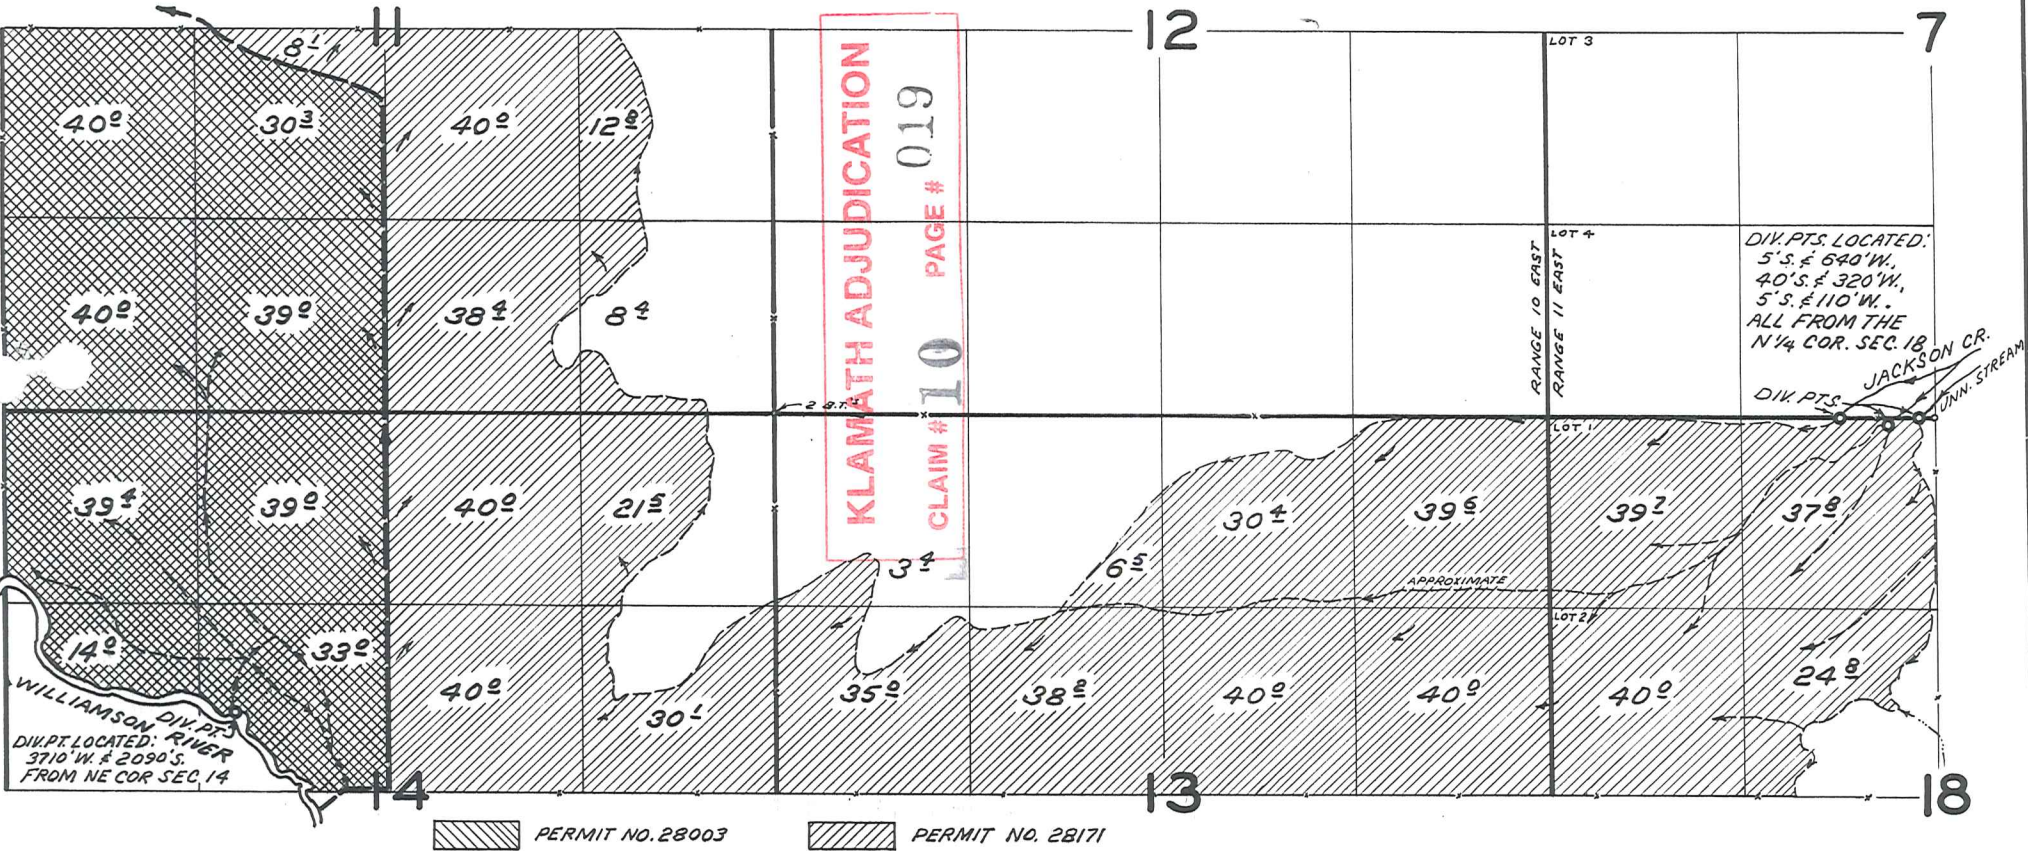 11
12
7
8 1
40 0
30 3
40 0
12 8
LOT 3
KLAMATH ADJUDICATION
CLAIM # 10 PAGE # 019
40 0
39 0
38 4
8 4
LOT 4
RANGE 10 EAST
RANGE 11 EAST
DIV. PTS. LOCATED:
5'S. & 640'W.,
40'S. & 320'W.,
5'S. & 110'W..
ALL FROM THE
N 1/4 COR. SEC. 18
JACKSON CR.
UNN. STREAM
DIV. PTS.
2 B.T.s
LOT 1
39 4
39 0
40 0
21 5
3 4
6 5
30 4
39 6
39 7
37 8
APPROXIMATE
LOT 2
14 0
33 0
40 0
30 1
35 0
38 2
40 0
40 0
40 0
24 8
WILLIAMSON RIVER
DIV. PT.
DIV. PT. LOCATED:
3710'W. & 2090'S.
FROM NE COR SEC. 14
14
13
18
PERMIT NO. 28003
PERMIT NO. 28171